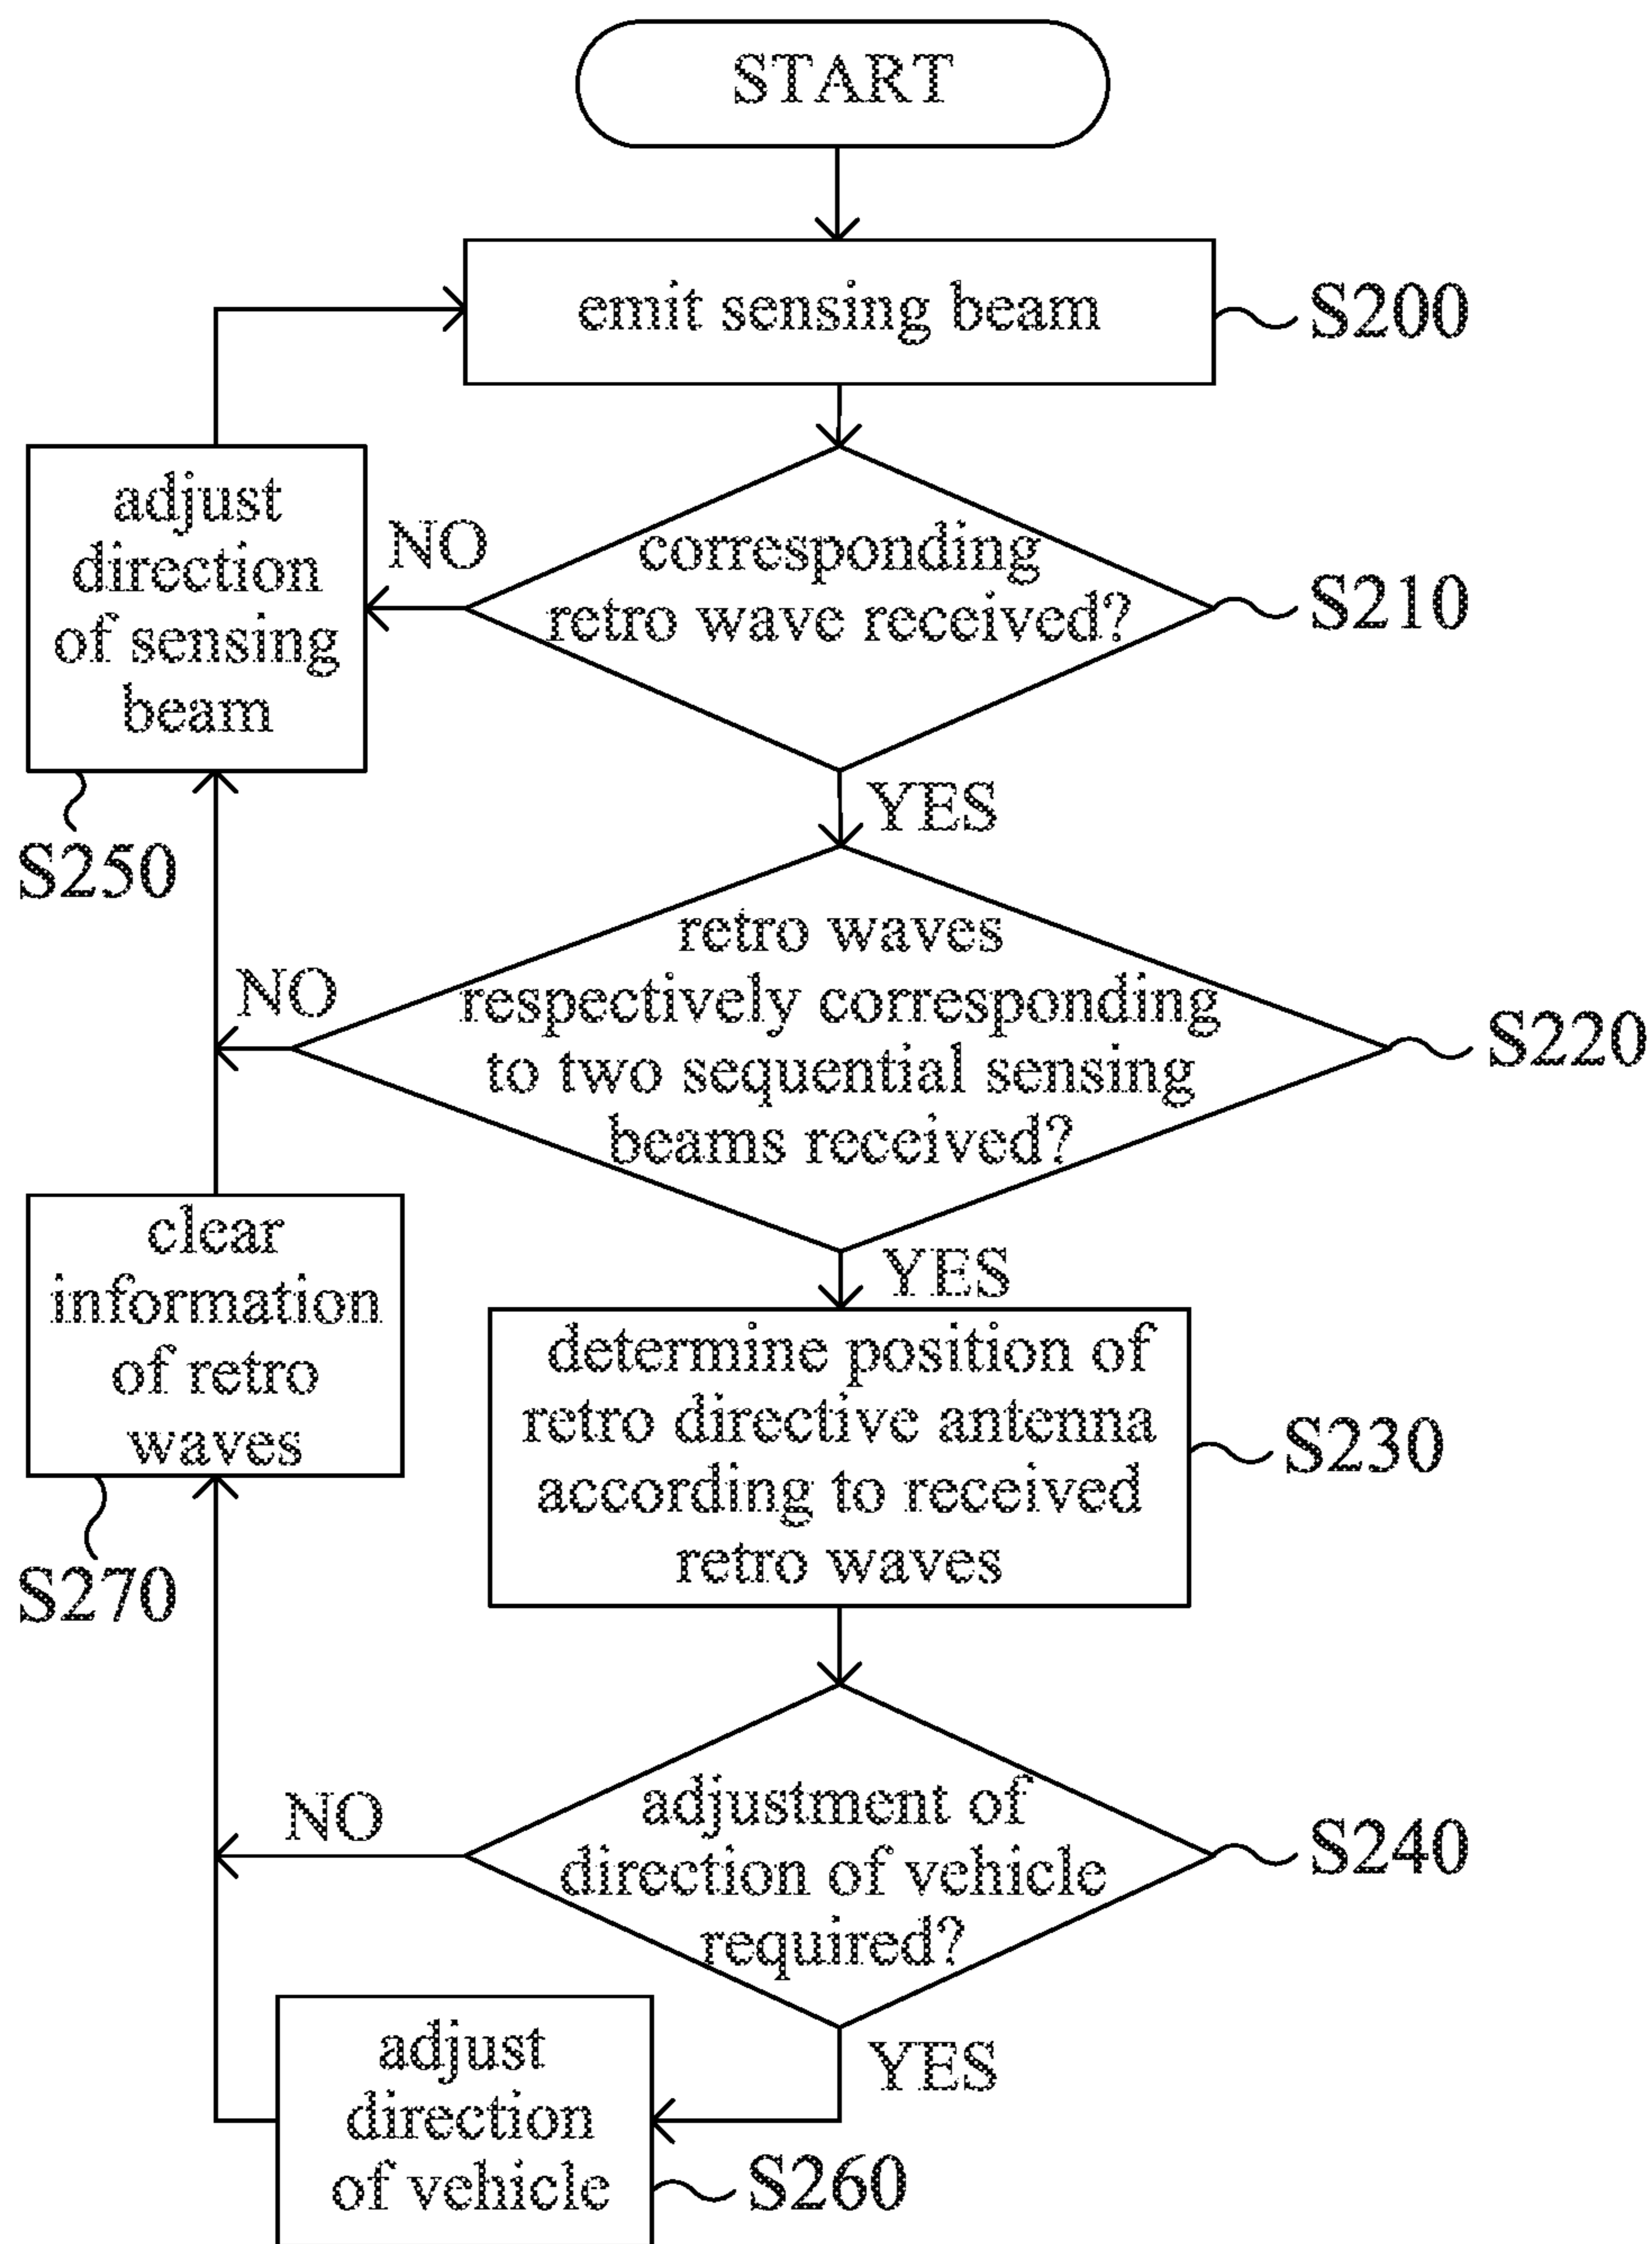 START
emit sensing beam
S200
adjust
direction
of sensing
beam
S250
NO
corresponding
retro wave received?
S210
YES
NO
retro waves
respectively corresponding
to two sequential sensing
beams received?
S220
YES
clear
information
of retro
waves
S270
determine position of
retro directive antenna
according to received
retro waves
S230
NO
adjustment of
direction of vehicle
required?
S240
YES
adjust
direction
of vehicle
S260